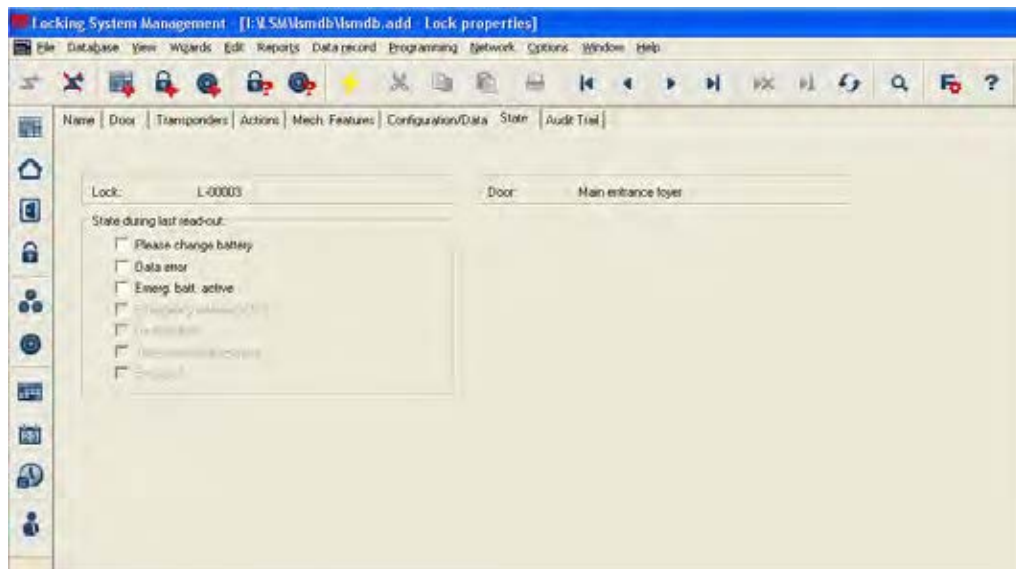 Locking System Management - [I:\LSM\lsmdb\lsmdb.add - Lock properties]
File Database View Wizards Edit Reports Data record Programming Network Options Window Help
Name Door Transponders Actions Mech. Features Configuration/Data State Audit Trail
Lock: L-00003 Door: Main entrance foyer
State during last read-out:
Please change battery
Data error
Emerg. batt. active